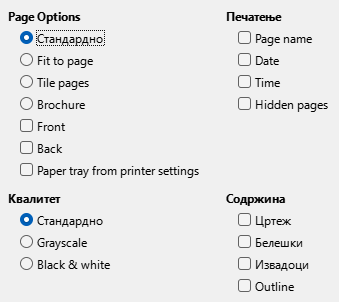 Page Options
Стандардно
Fit to page
Tile pages
Brochure
Front
Back
Paper tray from printer settings
Печатење
Page name
Date
Time
Hidden pages
Квалитет
Стандардно
Grayscale
Black & white
Содржина
Цртеж
Белешки
Извадоци
Outline